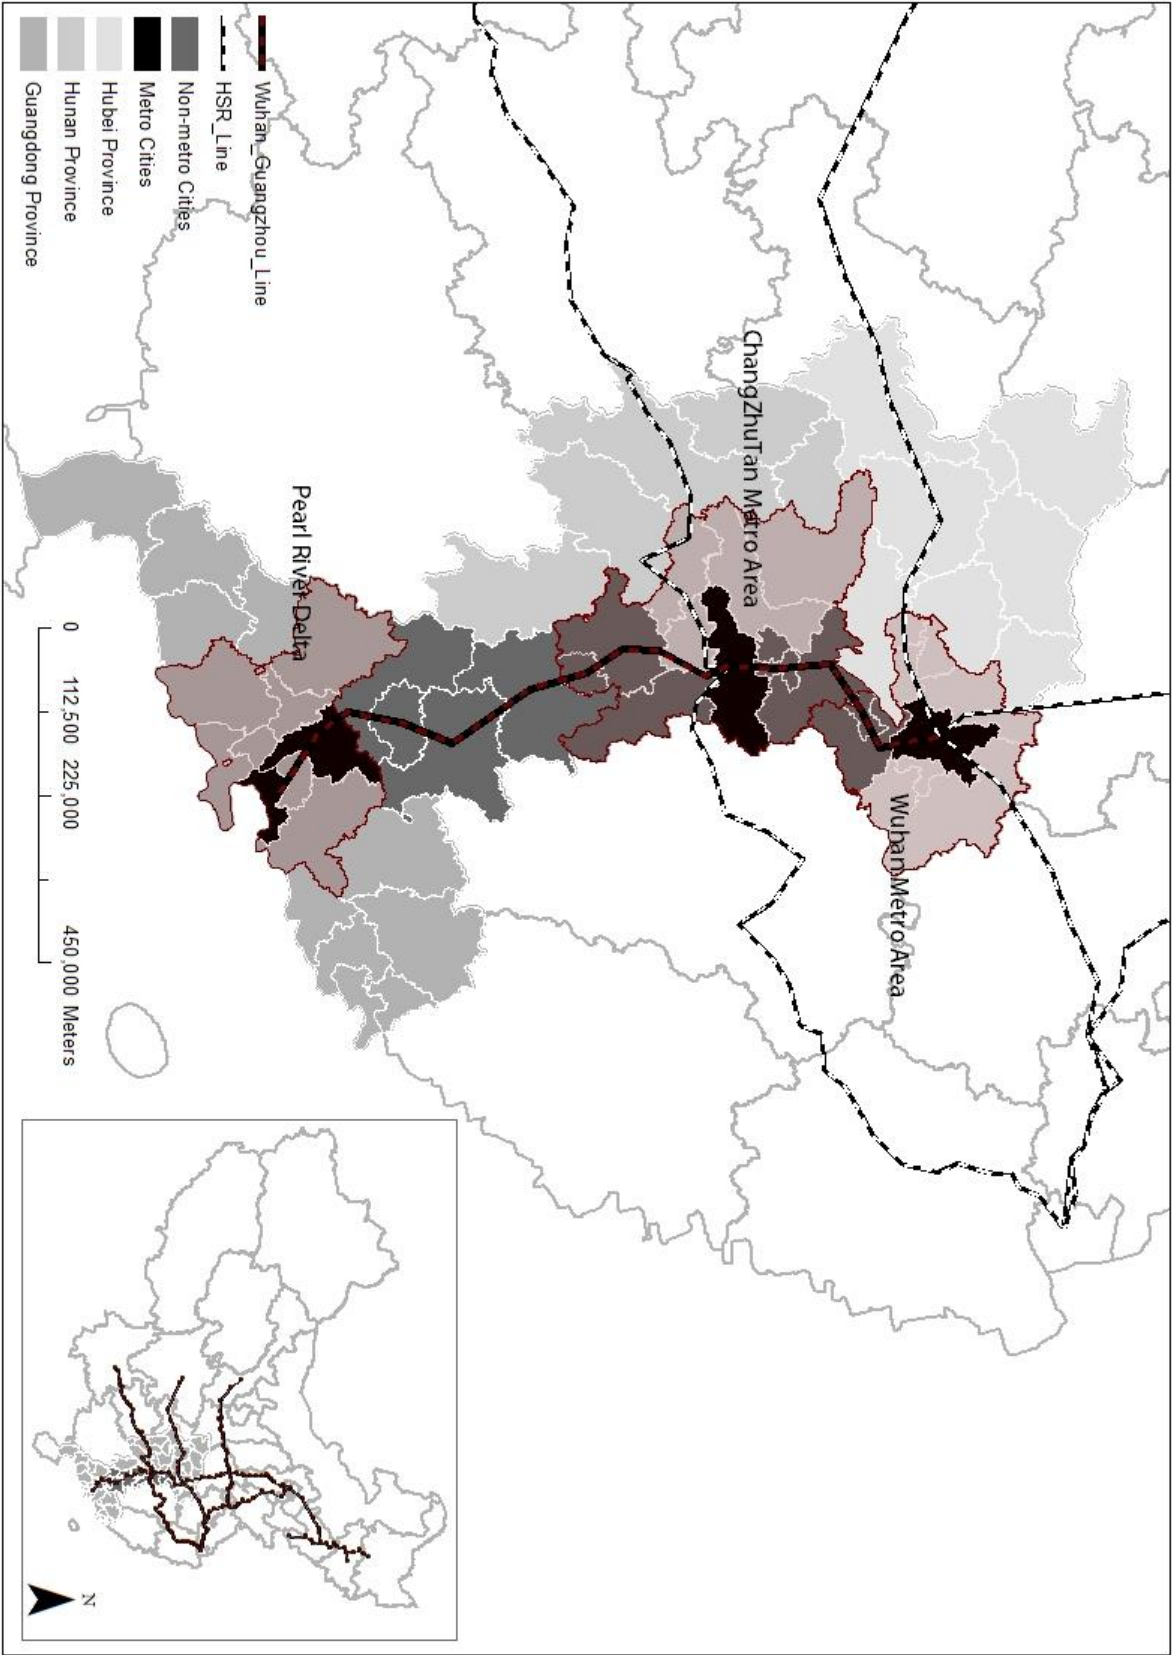 Wuhan Metro Area
ChangZhuTan Metro Area
Pearl River Delta
Wuhan_Guangzhou_Line
HSR_Line
Non-metro Cities
Metro Cities
Hubei Province
Hunan Province
Guangdong Province
0 112,500 225,000 450,000 Meters
N